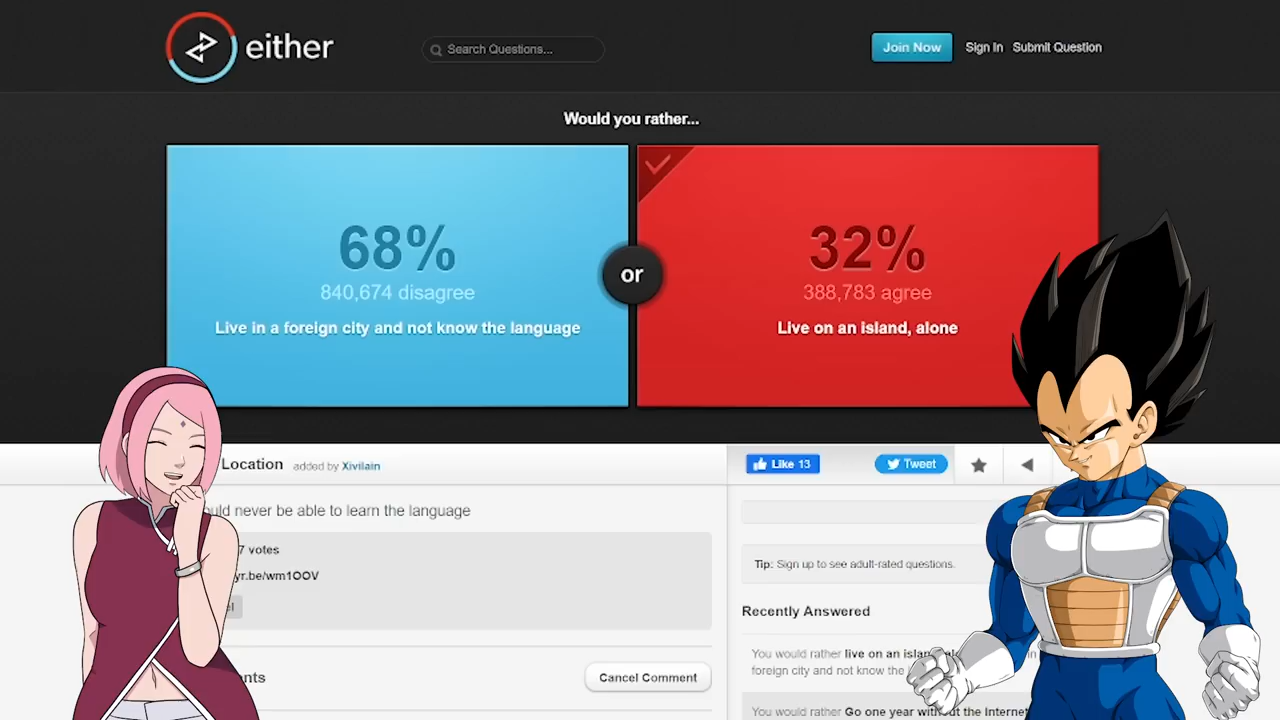 either
Search Questions...
Join Now
Sign In
Submit Question
Would you rather...
68%
840,674 disagree
Live in a foreign city and not know the language
or
32%
388,783 agree
Live on an island, alone
Location
added by Xivilain
never be able to learn the language
7 votes
yr.be/wm1OOV
Cancel Comment
Like 13
Tweet
Tip: Sign up to see adult-rated questions.
Recently Answered
You would rather live on an
foreign city and not know the
You would rather Go one year without the Internet